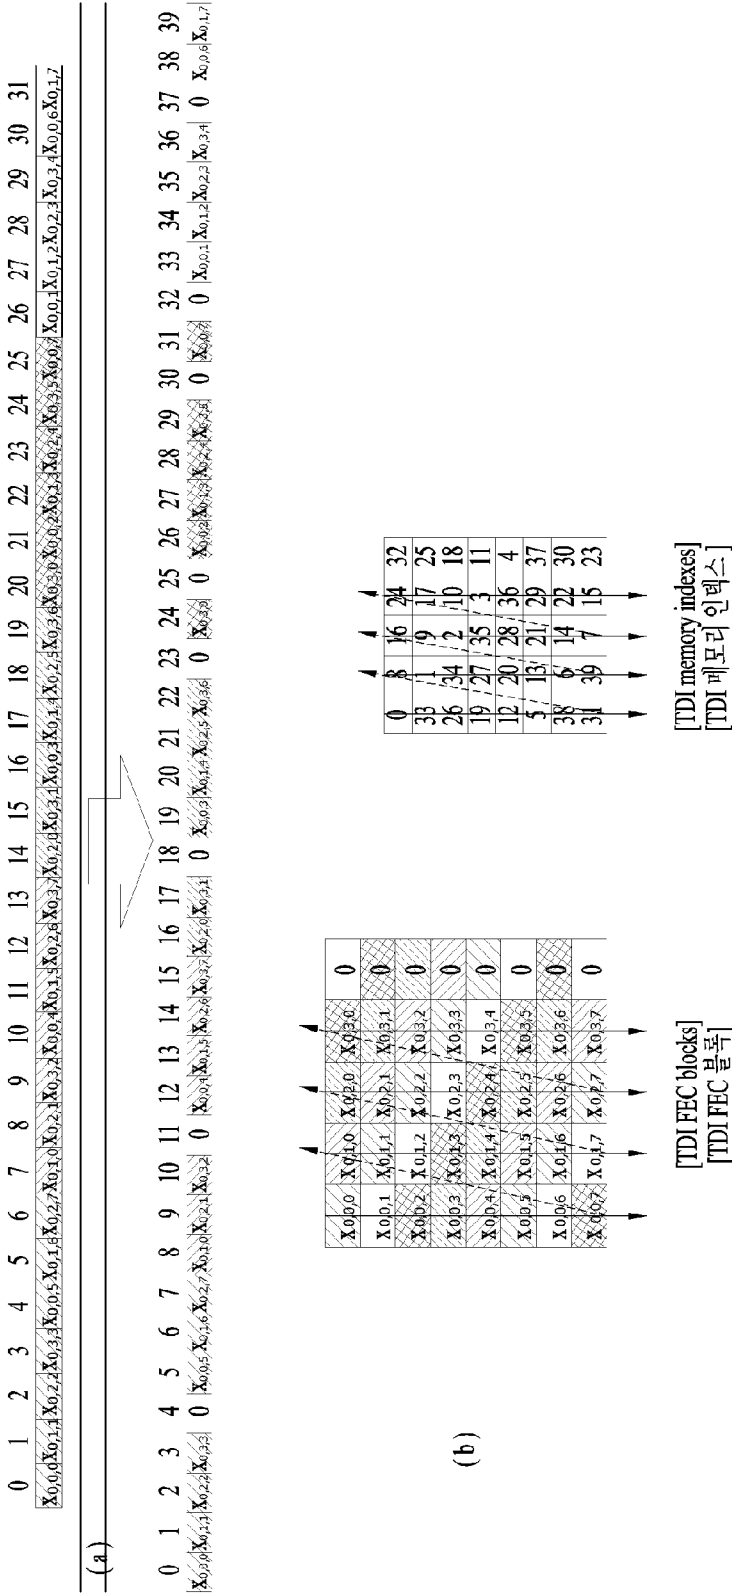 0 1 2 3 4 5 6 7 8 9 10 11 12 13 14 15 16 17 18 19 20 21 22 23 24 25 26 27 28 29 30 31
X0,0,0 X0,1,1 X0,2,2 X0,3,3 X0,0,5 X0,1,6 X0,2,7 X0,1,0 X0,2,1 X0,3,2 X0,0,4 X0,1,5 X0,2,6 X0,3,7 X0,2,0 X0,3,1 X0,0,3 X0,1,4 X0,2,5 X0,3,6 X0,3,0 X0,0,2 X0,1,3 X0,2,4 X0,3,5 X0,0,7 X0,0,1 X0,1,2 X0,2,3 X0,3,4 X0,0,6 X0,1,7
(a)
0 1 2 3 4 5 6 7 8 9 10 11 12 13 14 15 16 17 18 19 20 21 22 23 24 25 26 27 28 29 30 31 32 33 34 35 36 37 38 39
X0,0,0 X0,1,1 X0,2,2 X0,3,3 0 X0,0,5 X0,1,6 X0,2,7 X0,1,0 X0,2,1 X0,3,2 0 X0,0,4 X0,1,5 X0,2,6 X0,3,7 X0,2,0 X0,3,1 0 X0,0,3 X0,1,4 X0,2,5 X0,3,6 0 X0,3,0 0 X0,0,2 X0,1,3 X0,2,4 X0,3,5 0 X0,0,7 0 X0,0,1 X0,1,2 X0,2,3 X0,3,4 0 X0,0,6 X0,1,7
(b)
X0,0,0 X0,1,0 X0,2,0 X0,3,0 0
X0,0,1 X0,1,1 X0,2,1 X0,3,1 0
X0,0,2 X0,1,2 X0,2,2 X0,3,2 0
X0,0,3 X0,1,3 X0,2,3 X0,3,3 0
X0,0,4 X0,1,4 X0,2,4 X0,3,4 0
X0,0,5 X0,1,5 X0,2,5 X0,3,5 0
X0,0,6 X0,1,6 X0,2,6 X0,3,6 0
X0,0,7 X0,1,7 X0,2,7 X0,3,7 0
[TDI FEC blocks]
[TDI FEC 블록]
0 8 16 24 32
33 1 9 17 25
26 34 2 10 18
19 27 35 3 11
12 20 28 36 4
5 13 21 29 37
38 6 14 22 30
31 39 7 15 23
[TDI memory indexes]
[TDI 메모리 인덱스]